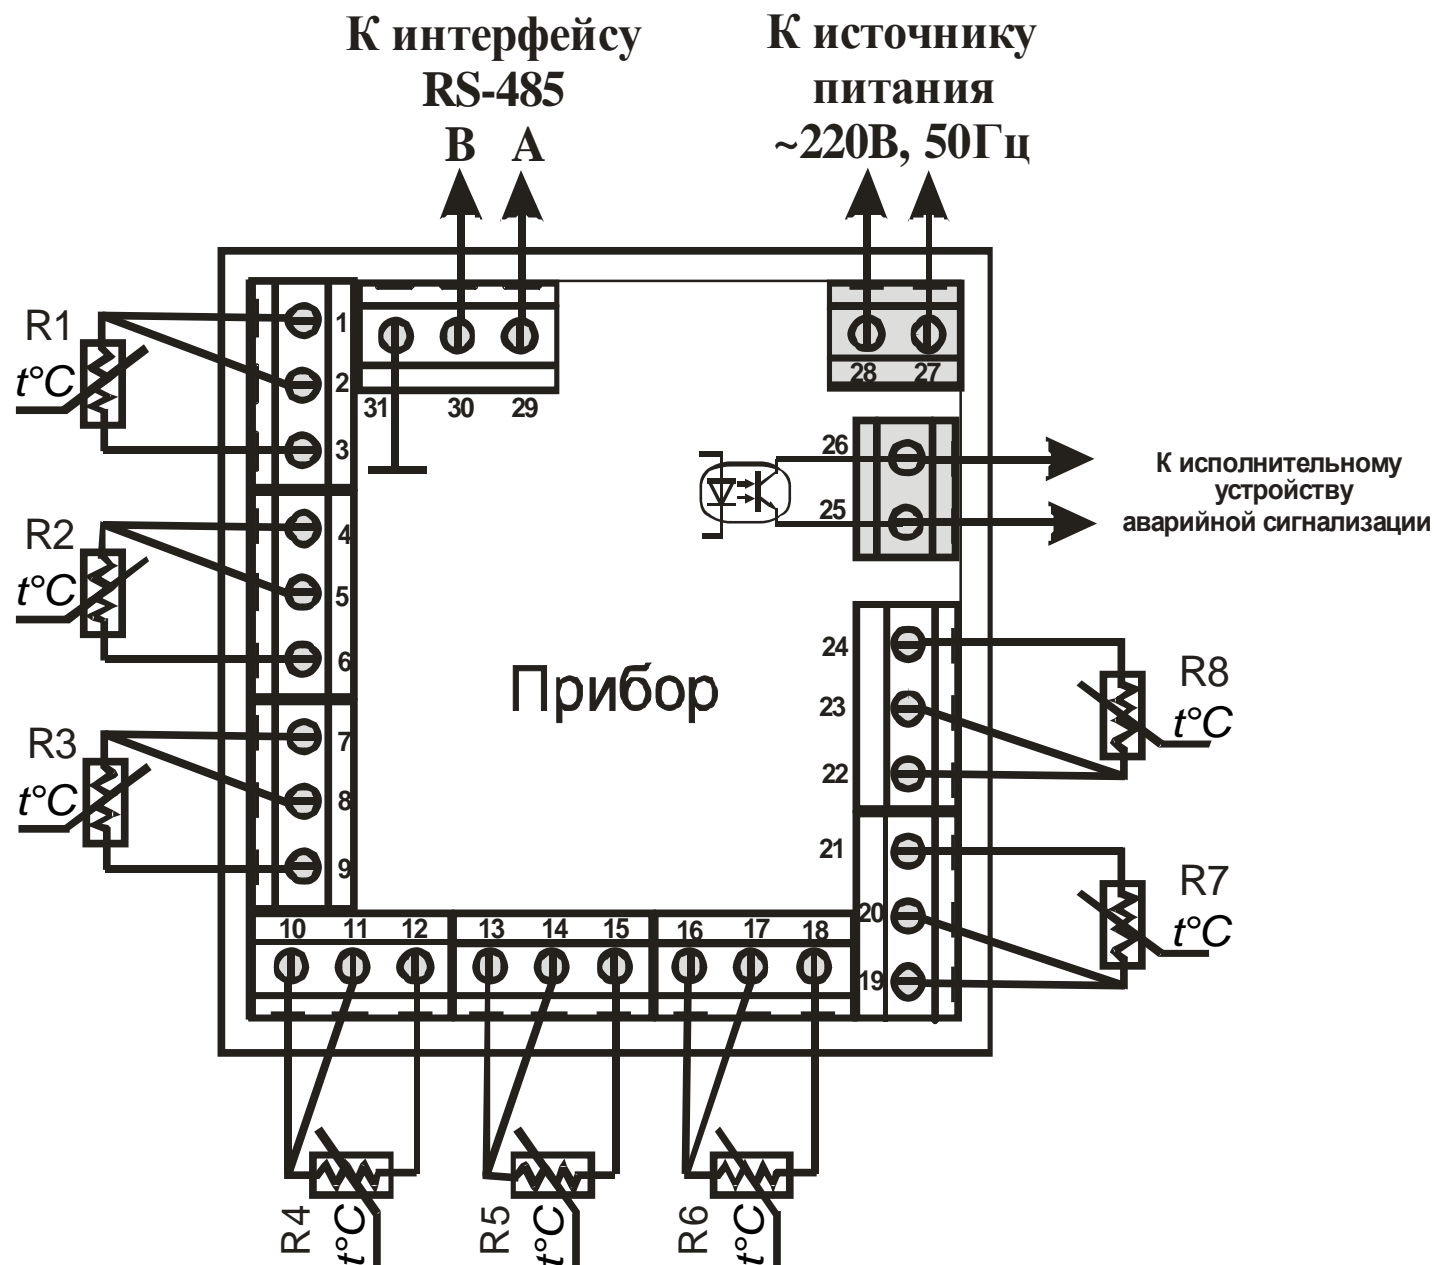 К интерфейсу
RS-485
В А
К источнику
питания
~220В, 50Гц
R1
t°C
1
2
3
31 30 29
28 27
26
25
К исполнительному
устройству
аварийной сигнализации
R2
t°C
4
5
6
Прибор
24
23
22
R8
t°C
R3
t°C
7
8
9
21
20
19
R7
t°C
10 11 12 13 14 15 16 17 18
R4
t°C
R5
t°C
R6
t°C